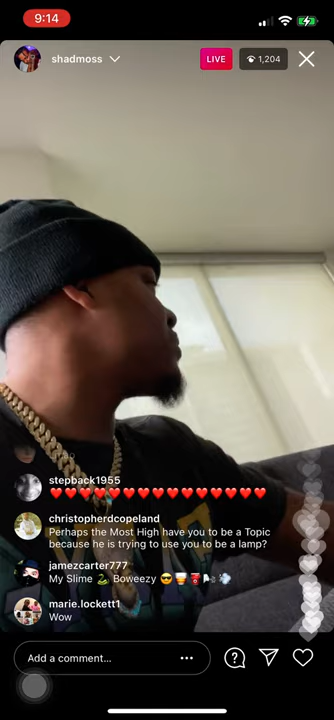 9:14
shadmoss
LIVE
1,204
stepback1955
❤️❤️❤️❤️❤️❤️❤️❤️❤️❤️❤️❤️❤️❤️❤️
christopherdcopeland
Perhaps the Most High have you to be a Topic
because he is trying to use you to be a lamp?
jamezcarter777
My Slime 🐍 Boweezy 😎
marie.lockett1
Wow
Add a comment...